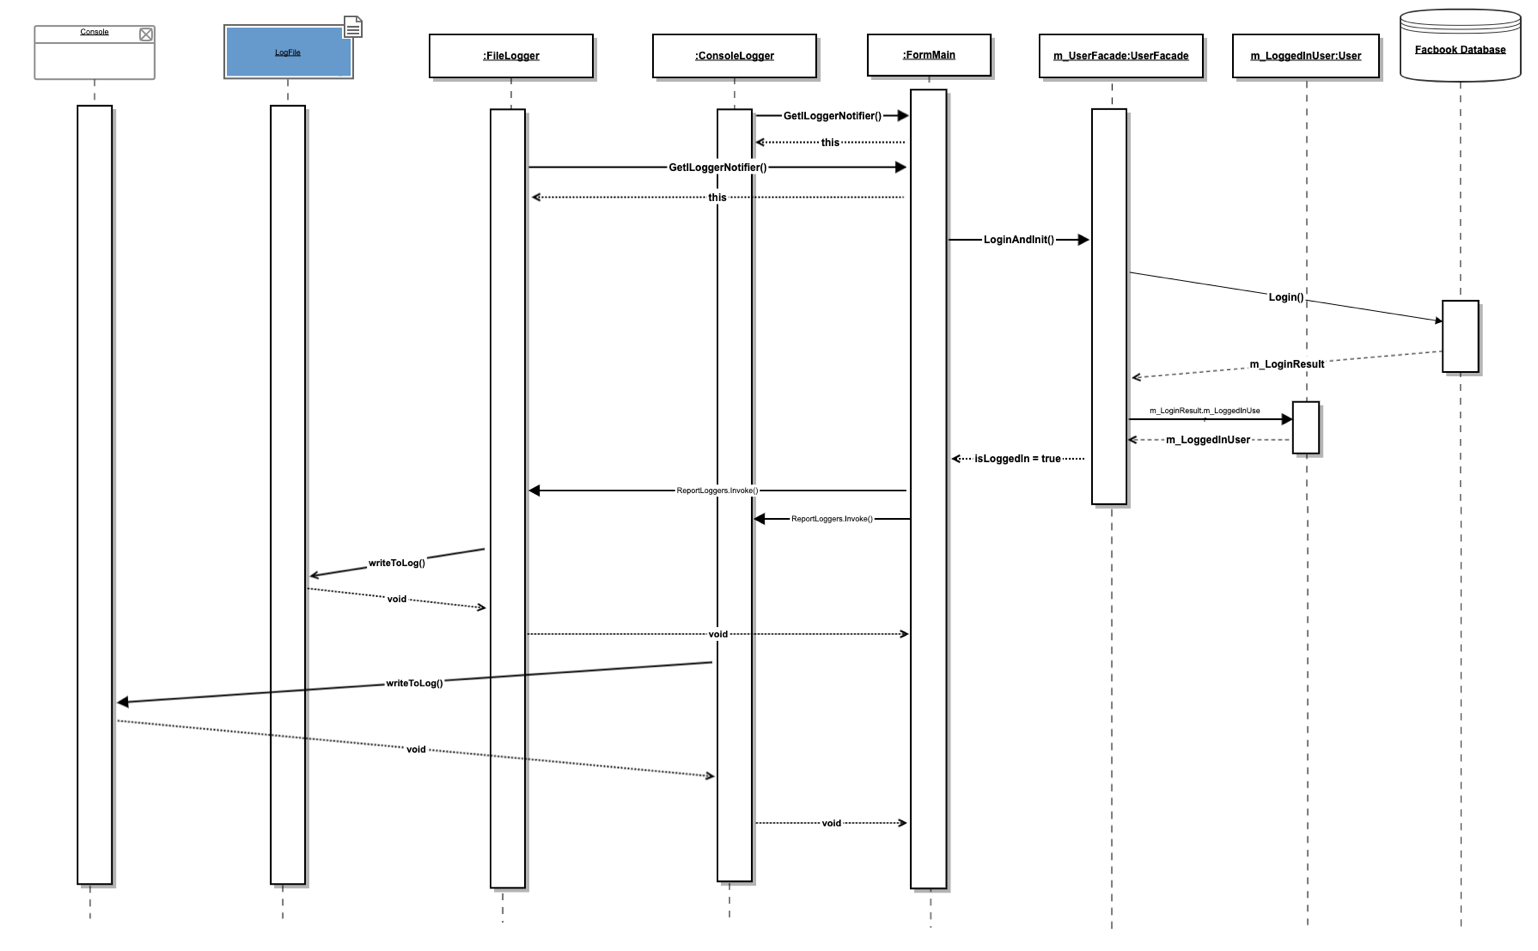 Console
LogFile
:FileLogger
:ConsoleLogger
:FormMain
m_UserFacade:UserFacade
m_LoggedInUser:User
Facbook Database
GetILoggerNotifier()
this
GetILoggerNotifier()
this
LoginAndInit()
Login()
m_LoginResult
m_LoginResult.m_LoggedInUse
r
m_LoggedInUser
isLoggedIn = true
ReportLoggers.Invoke()
ReportLoggers.Invoke()
writeToLog()
void
void
writeToLog()
void
void